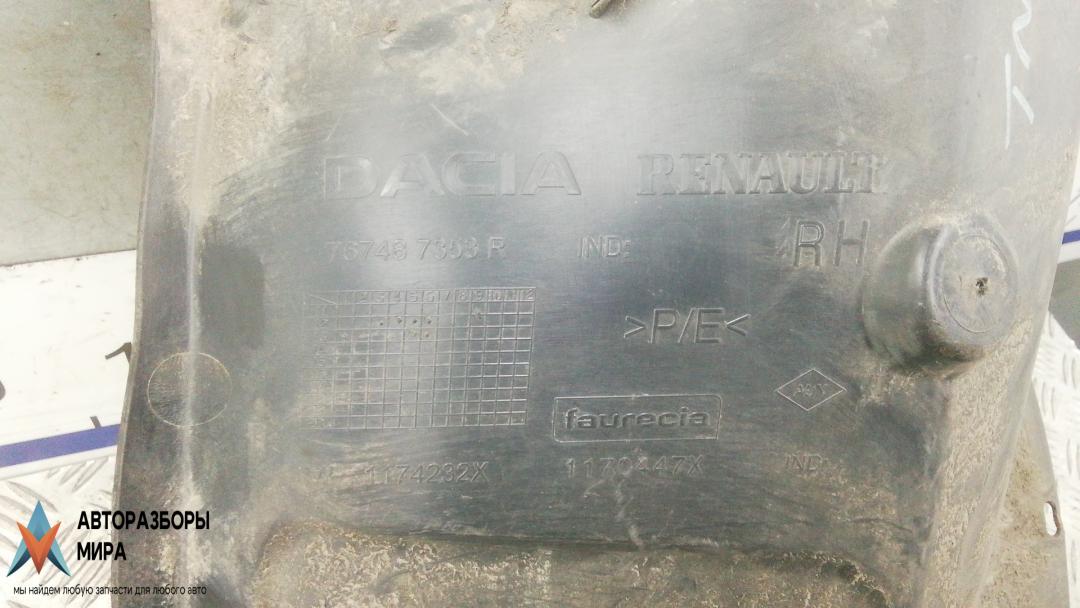 DACIA RENAULT
76748 7353 R IND: RH
>P/E<
faurecia
1174232X 1170447X IND:
АВТОРАЗБОРЫ
МИРА
мы найдем любую запчасти для любого авто